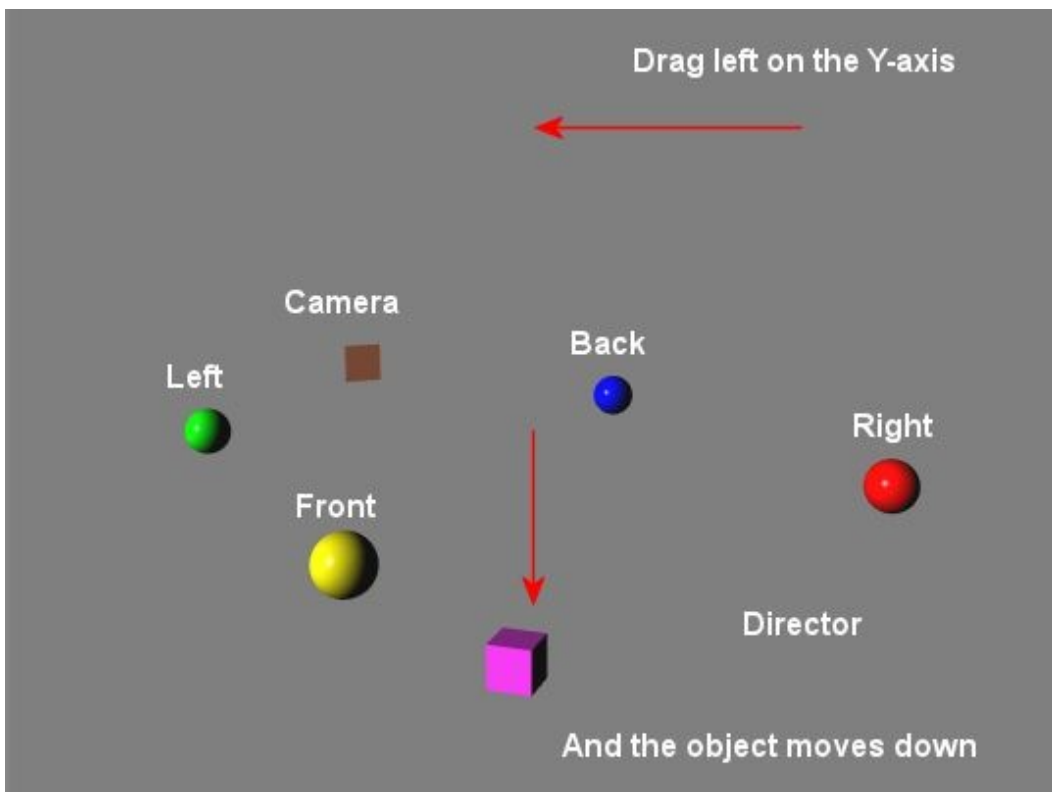 Drag left on the Y-axis
Camera
Back
Left
Right
Front
Director
And the object moves down